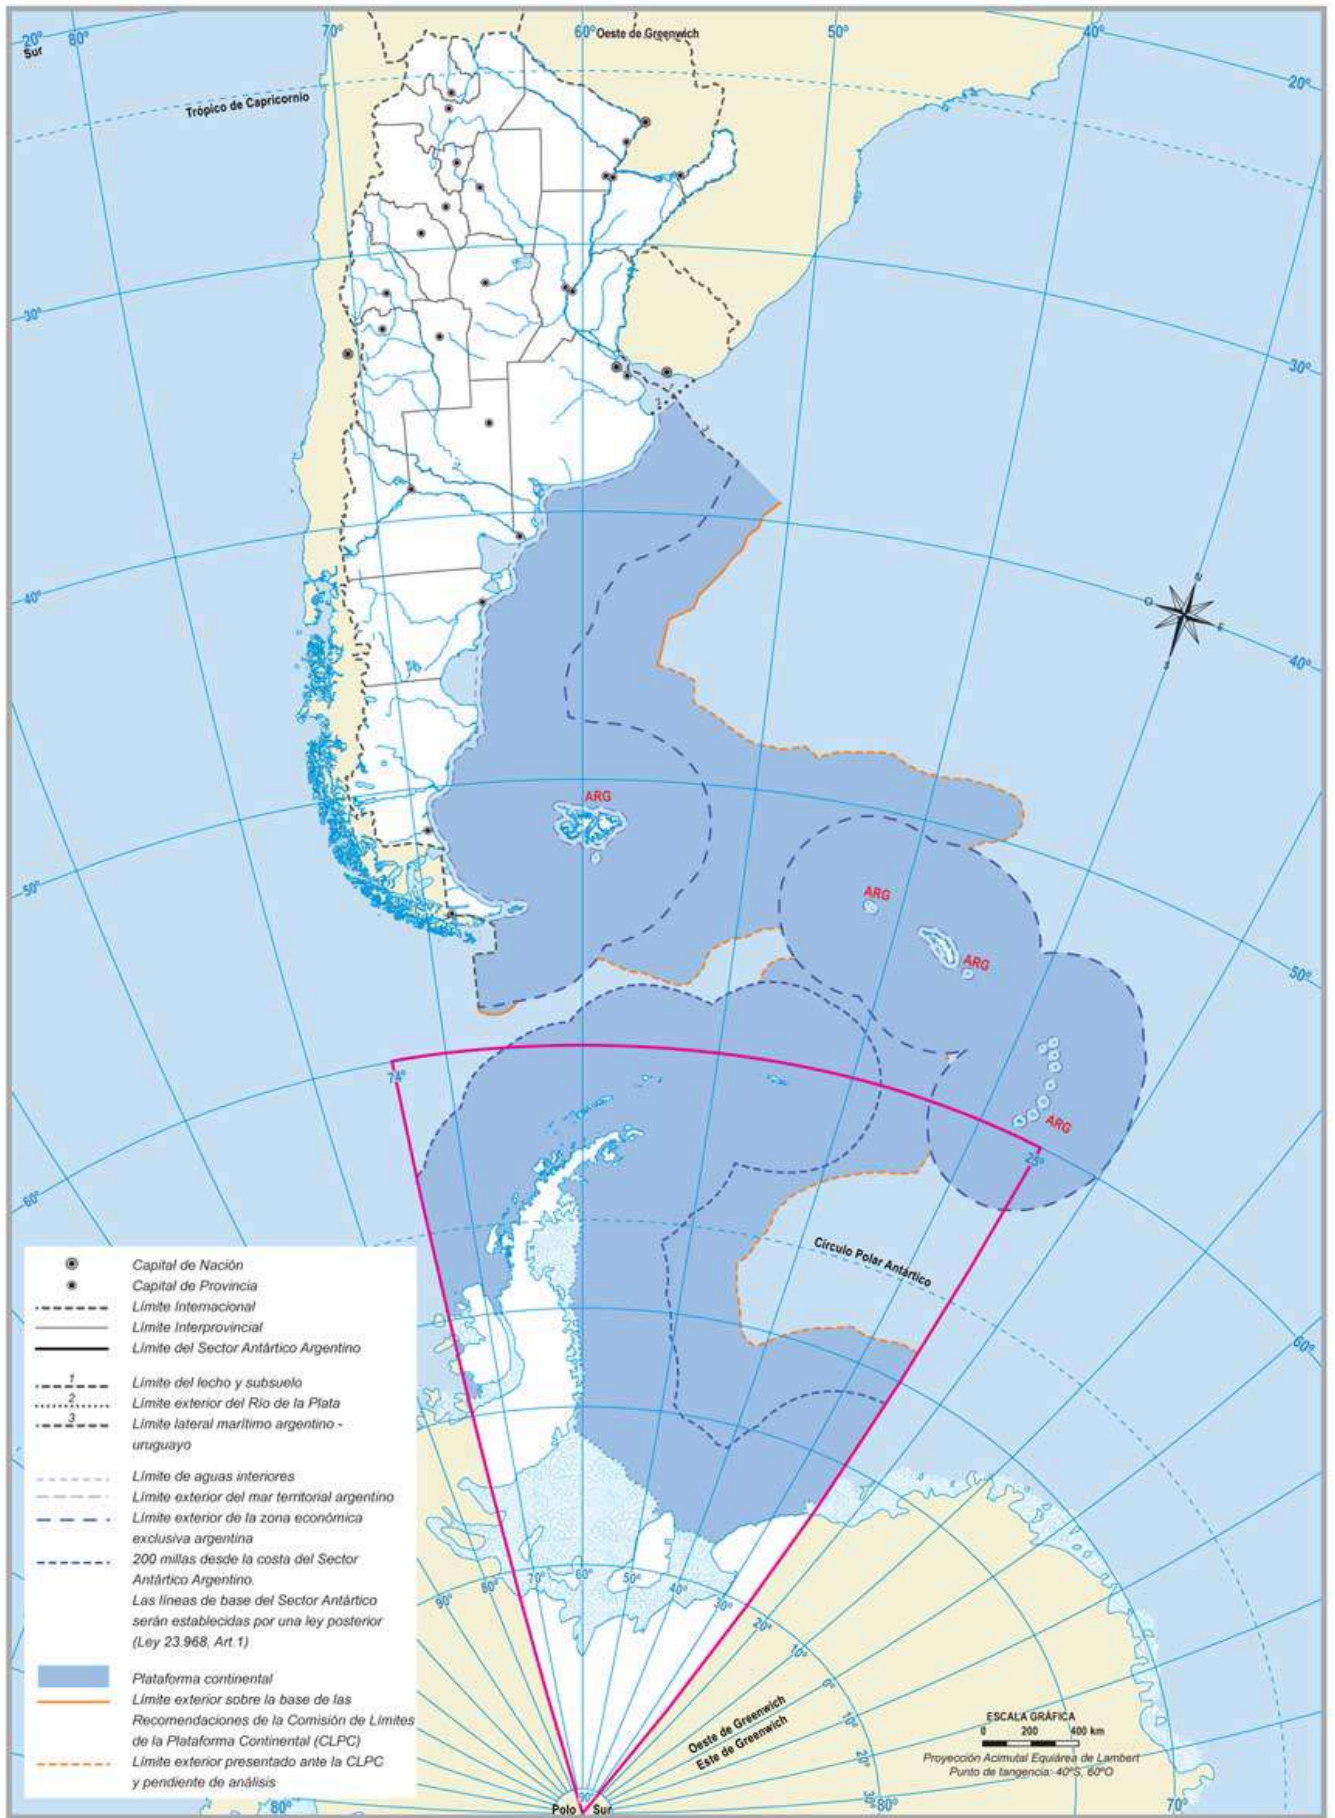 20°
Sur
80°
70°
60°
Oeste de Greenwich
50°
40°
20°
Trópico de Capricornio
30°
30°
40°
N
O
E
S
40°
2
3
ARG
50°
ARG
ARG
50°
ARG
74°
25°
60°
Círculo Polar Antártico
60°
Capital de Nación
Capital de Provincia
Límite Internacional
Límite Interprovincial
Límite del Sector Antártico Argentino
1
Límite del lecho y subsuelo
2
Límite exterior del Río de la Plata
3
Límite lateral marítimo argentino -
uruguayo
Límite de aguas interiores
Límite exterior del mar territorial argentino
Límite exterior de la zona económica
exclusiva argentina
200 millas desde la costa del Sector
Antártico Argentino.
Las líneas de base del Sector Antártico
serán establecidas por una ley posterior
(Ley 23.968, Art.1)
Plataforma continental
Límite exterior sobre la base de las
Recomendaciones de la Comisión de Límites
de la Plataforma Continental (CLPC)
Límite exterior presentado ante la CLPC
y pendiente de análisis
90°
80°
70°
60°
50°
40°
30°
20°
10°
0°
10°
20°
30°
Oeste de Greenwich
Este de Greenwich
ESCALA GRÁFICA
0 200 400 km
Proyección Acimutal Equiárea de Lambert
Punto de tangencia: 40°S, 60°O
80°
90°
Polo Sur
80°
70°